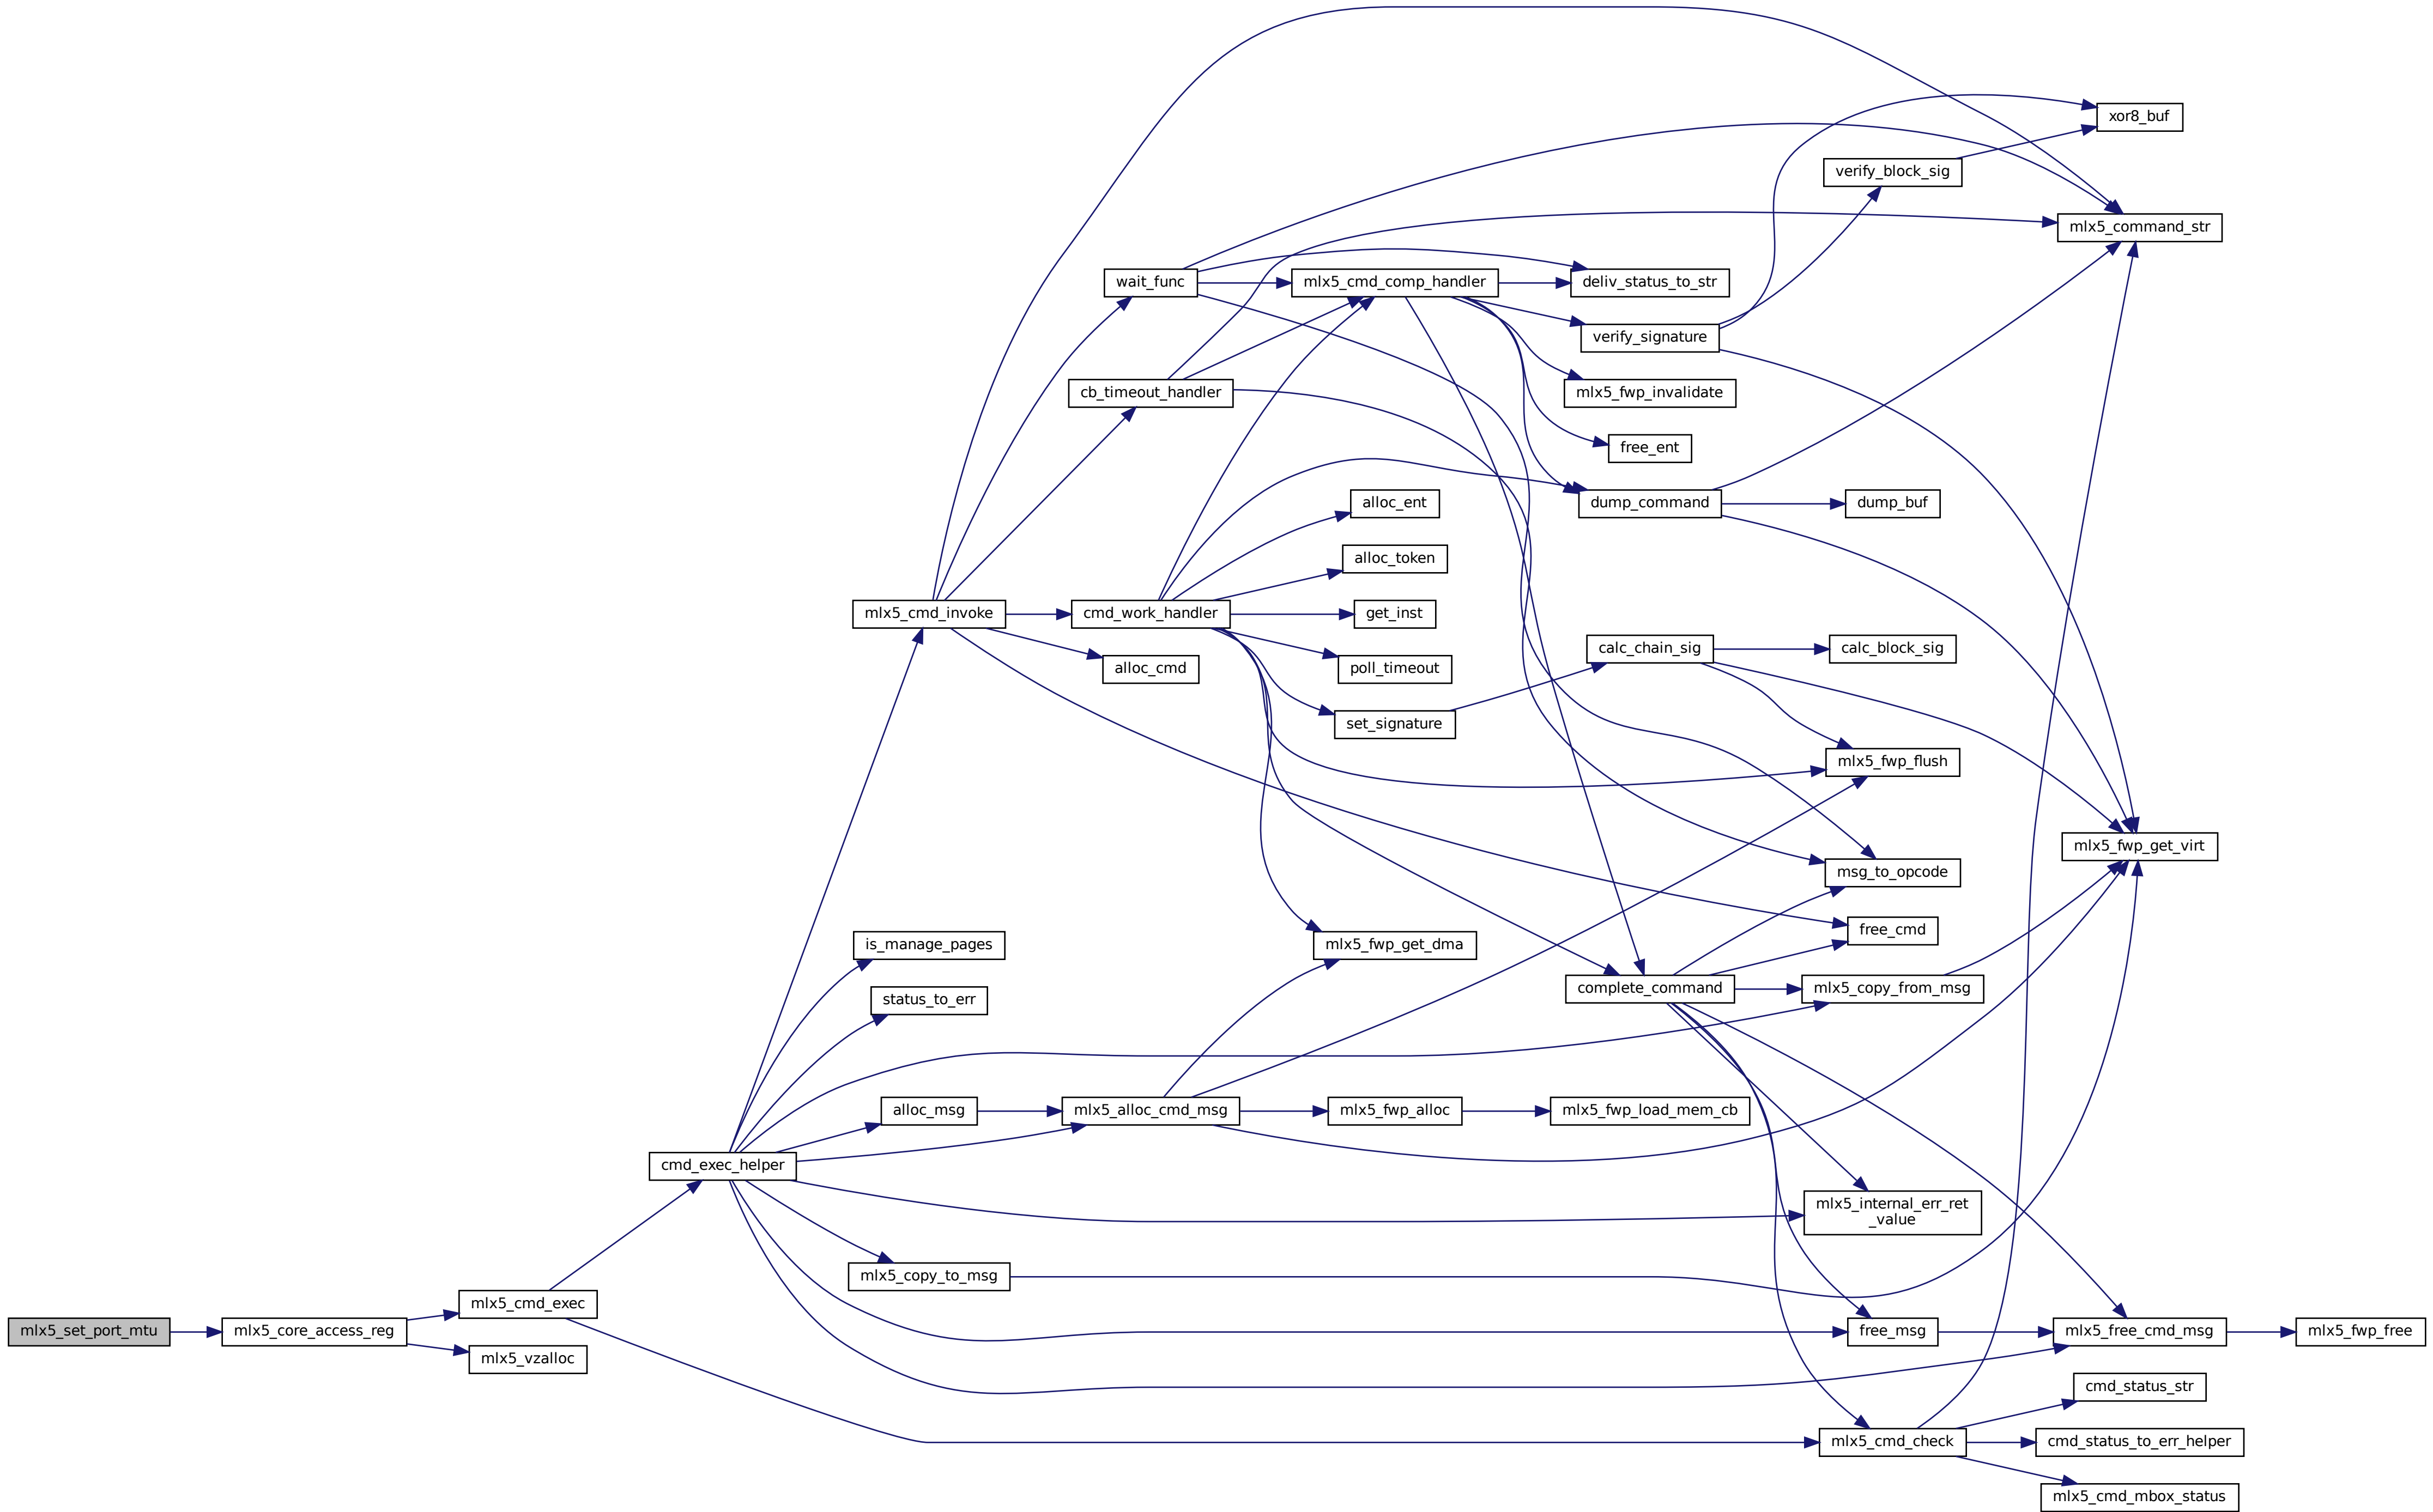 xor8_buf
verify_block_sig
mlx5_command_str
wait_func
mlx5_cmd_comp_handler
deliv_status_to_str
verify_signature
cb_timeout_handler
mlx5_fwp_invalidate
free_ent
alloc_ent
dump_command
dump_buf
alloc_token
mlx5_cmd_invoke
cmd_work_handler
get_inst
calc_chain_sig
calc_block_sig
alloc_cmd
poll_timeout
set_signature
mlx5_fwp_flush
mlx5_fwp_get_virt
msg_to_opcode
free_cmd
is_manage_pages
mlx5_fwp_get_dma
status_to_err
complete_command
mlx5_copy_from_msg
alloc_msg
mlx5_alloc_cmd_msg
mlx5_fwp_alloc
mlx5_fwp_load_mem_cb
cmd_exec_helper
mlx5_internal_err_ret
_value
mlx5_copy_to_msg
mlx5_cmd_exec
mlx5_set_port_mtu
mlx5_core_access_reg
free_msg
mlx5_free_cmd_msg
mlx5_fwp_free
mlx5_vzalloc
cmd_status_str
mlx5_cmd_check
cmd_status_to_err_helper
mlx5_cmd_mbox_status